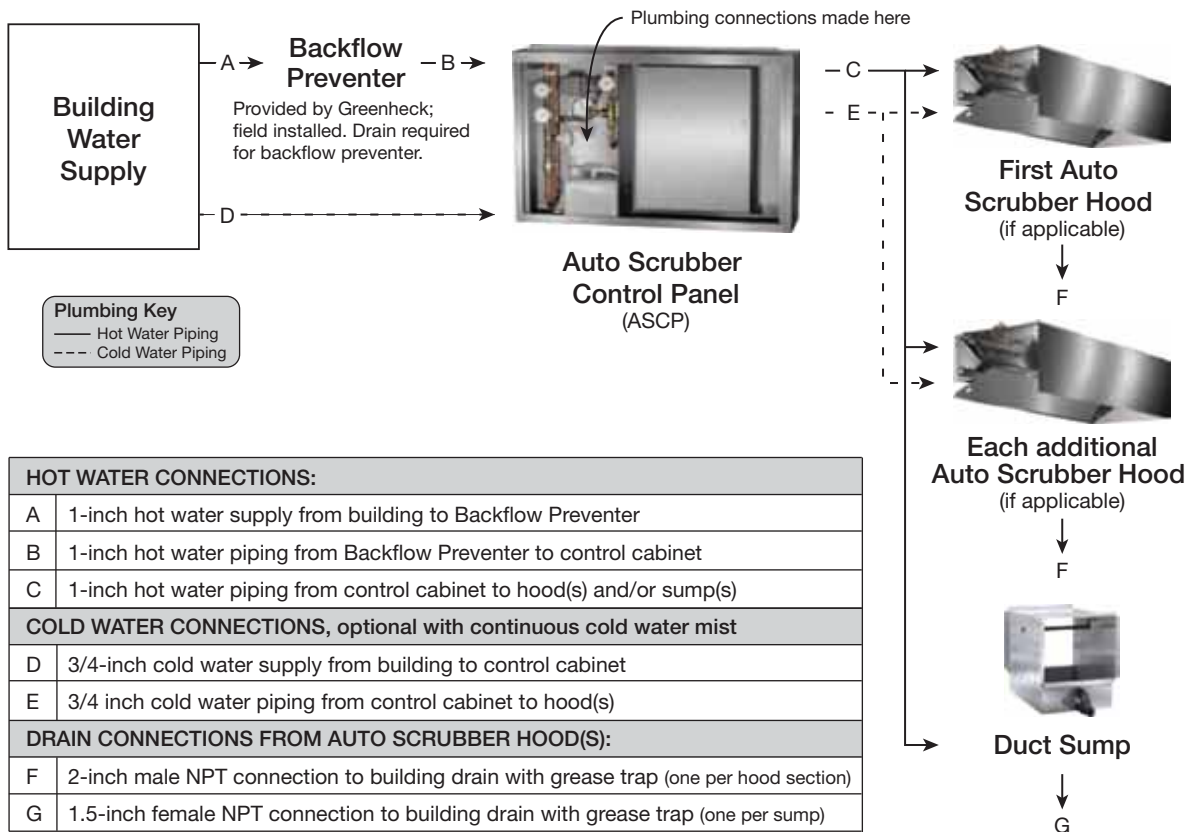 Plumbing connections made here
Building
Water
Supply
A
Backflow
Preventer
Provided by Greenheck;
field installed. Drain required
for backflow preventer.
B
D
Auto Scrubber
Control Panel
(ASCP)
C
E
First Auto
Scrubber Hood
(if applicable)
F
Each additional
Auto Scrubber Hood
(if applicable)
F
Duct Sump
G
Plumbing Key
Hot Water Piping
Cold Water Piping
HOT WATER CONNECTIONS:
A 1-inch hot water supply from building to Backflow Preventer
B 1-inch hot water piping from Backflow Preventer to control cabinet
C 1-inch hot water piping from control cabinet to hood(s) and/or sump(s)
COLD WATER CONNECTIONS, optional with continuous cold water mist
D 3/4-inch cold water supply from building to control cabinet
E 3/4 inch cold water piping from control cabinet to hood(s)
DRAIN CONNECTIONS FROM AUTO SCRUBBER HOOD(S):
F 2-inch male NPT connection to building drain with grease trap (one per hood section)
G 1.5-inch female NPT connection to building drain with grease trap (one per sump)